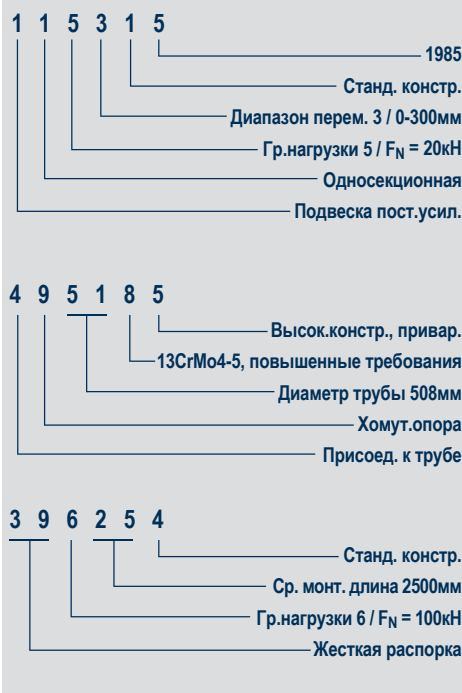 1 1 5 3 1 5
1985
Станд. констр.
Диапазон перем. 3 / 0-300мм
Гр.нагрузки 5 / FN = 20кН
Односекционная
Подвеска пост.усил.
4 9 5 1 8 5
Высок.констр., привар.
13CrMo4-5, повышенные требования
Диаметр трубы 508мм
Хомут.опора
Присоед. к трубе
3 9 6 2 5 4
Станд. констр.
Ср. монт. длина 2500мм
Гр.нагрузки 6 / FN = 100кН
Жесткая распорка